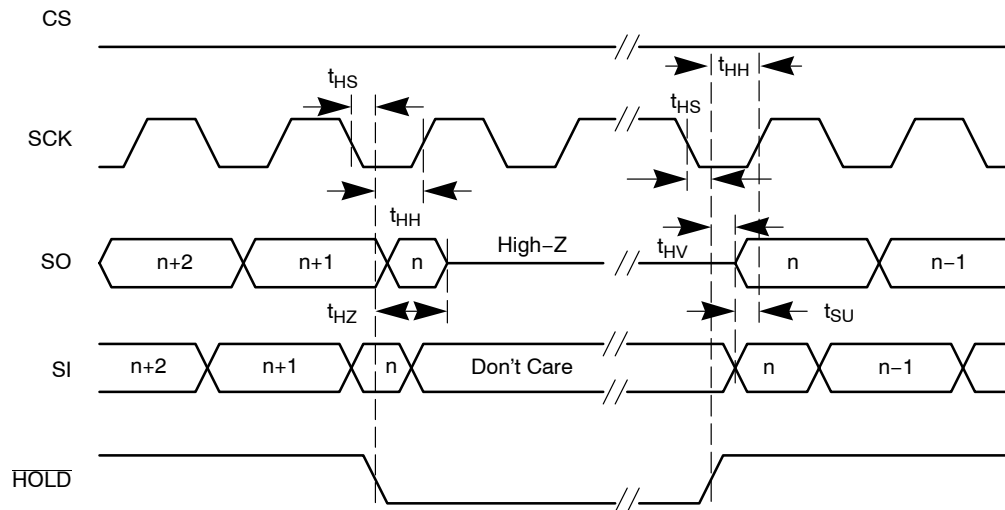 CS
tHH
tHS
tHS
SCK
tHH
SO n+2 n+1 n High−Z tHV n n−1
tHZ tSU
SI n+2 n+1 n Don't Care n n−1
HOLD